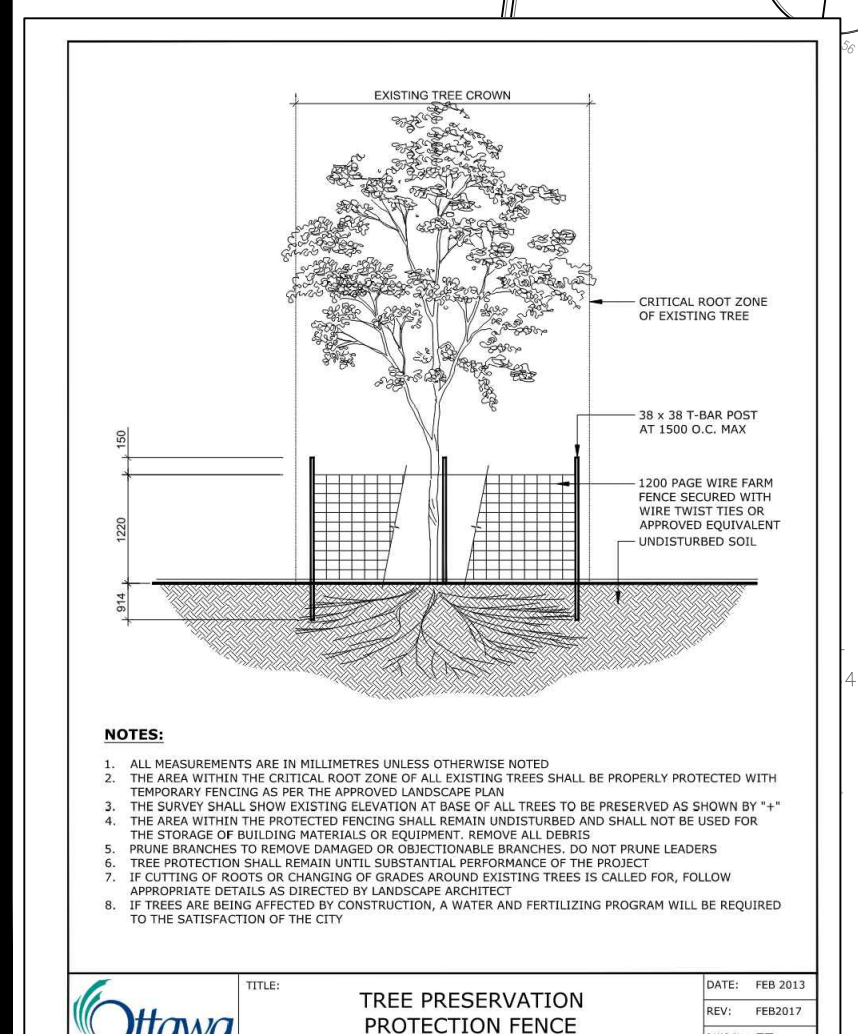 56
EXISTING TREE CROWN
CRITICAL ROOT ZONE
OF EXISTING TREE
38 x 38 T-BAR POST
AT 1500 O.C. MAX
150
1200 PAGE WIRE FARM
FENCE SECURED WITH
WIRE TWIST TIES OR
APPROVED EQUIVALENT
UNDISTURBED SOIL
1220
914
4
NOTES:
1. ALL MEASUREMENTS ARE IN MILLIMETRES UNLESS OTHERWISE NOTED
2. THE AREA WITHIN THE CRITICAL ROOT ZONE OF ALL EXISTING TREES SHALL BE PROPERLY PROTECTED WITH
TEMPORARY FENCING AS PER THE APPROVED LANDSCAPE PLAN
3. THE SURVEY SHALL SHOW EXISTING ELEVATION AT BASE OF ALL TREES TO BE PRESERVED AS SHOWN BY "+"
4. THE AREA WITHIN THE PROTECTED FENCING SHALL REMAIN UNDISTURBED AND SHALL NOT BE USED FOR
THE STORAGE OF BUILDING MATERIALS OR EQUIPMENT. REMOVE ALL DEBRIS
5. PRUNE BRANCHES TO REMOVE DAMAGED OR OBJECTIONABLE BRANCHES. DO NOT PRUNE LEADERS
6. TREE PROTECTION SHALL REMAIN UNTIL SUBSTANTIAL PERFORMANCE OF THE PROJECT
7. IF CUTTING OF ROOTS OR CHANGING OF GRADES AROUND EXISTING TREES IS CALLED FOR, FOLLOW
APPROPRIATE DETAILS AS DIRECTED BY LANDSCAPE ARCHITECT
8. IF TREES ARE BEING AFFECTED BY CONSTRUCTION, A WATER AND FERTILIZING PROGRAM WILL BE REQUIRED
TO THE SATISFACTION OF THE CITY
Ottawa
TITLE:
TREE PRESERVATION
PROTECTION FENCE
DATE: FEB 2013
REV: FEB2017